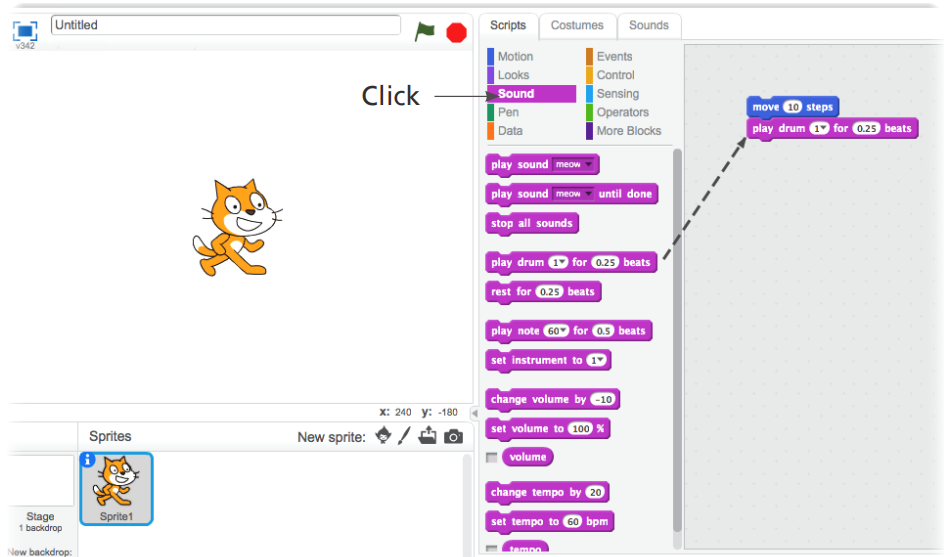 Untitled
v342
Scripts Costumes Sounds
Motion Events
Looks Control
Sound Sensing
Pen Operators
Data More Blocks
Click
play sound meow
play sound meow until done
stop all sounds
play drum 1 for 0.25 beats
rest for 0.25 beats
play note 60 for 0.5 beats
set instrument to 1
change volume by -10
set volume to 100 %
volume
change tempo by 20
set tempo to 60 bpm
tempo
move 10 steps
play drum 1 for 0.25 beats
X: 240 y: -180
Sprites New sprite:
i
Sprite1
Stage
1 backdrop
New backdrop: